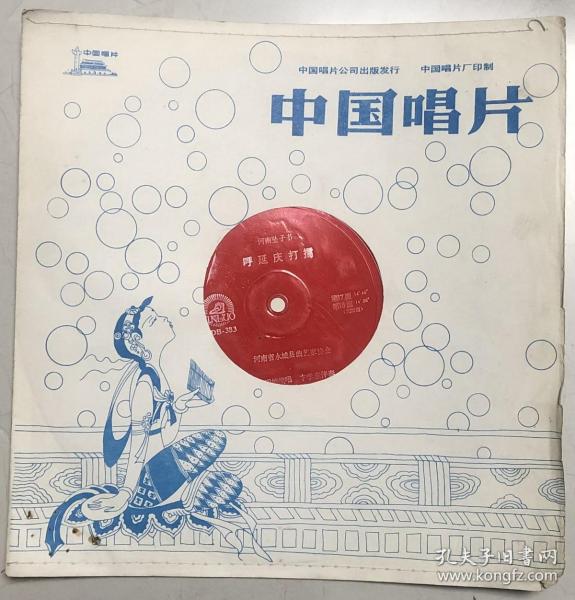 中国唱片
中国唱片公司出版发行 中国唱片厂印制
中国唱片
河南坠子书
呼延庆打擂
DB-383
河南省永城县曲艺家协会
孔夫子旧书网
www.kongfz.com